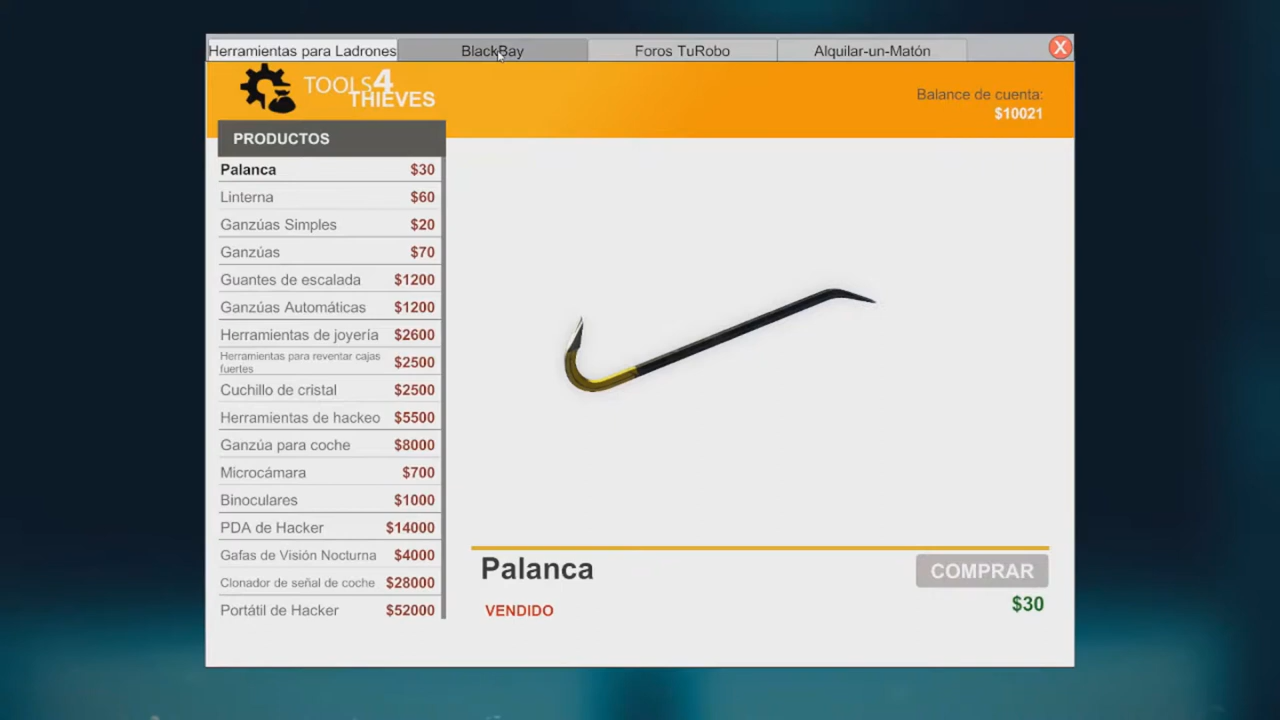 Herramientas para Ladrones
BlackBay
Foros TuRobo
Alquilar-un-Matón
X
TOOLS4
THIEVES
Balance de cuenta:
$10021
PRODUCTOS
Palanca $30
Linterna $60
Ganzúas Simples $20
Ganzúas $70
Guantes de escalada $1200
Ganzúas Automáticas $1200
Herramientas de joyería $2600
Herramientas para reventar cajas
fuertes $2500
Cuchillo de cristal $2500
Herramientas de hackeo $5500
Ganzúa para coche $8000
Microcámara $700
Binoculares $1000
PDA de Hacker $14000
Gafas de Visión Nocturna $4000
Clonador de señal de coche $28000
Portátil de Hacker $52000
Palanca
COMPRAR
VENDIDO
$30